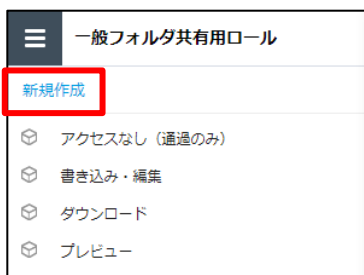 一般フォルダ共有用ロール
新規作成
アクセスなし（通過のみ）
書き込み・編集
ダウンロード
プレビュー